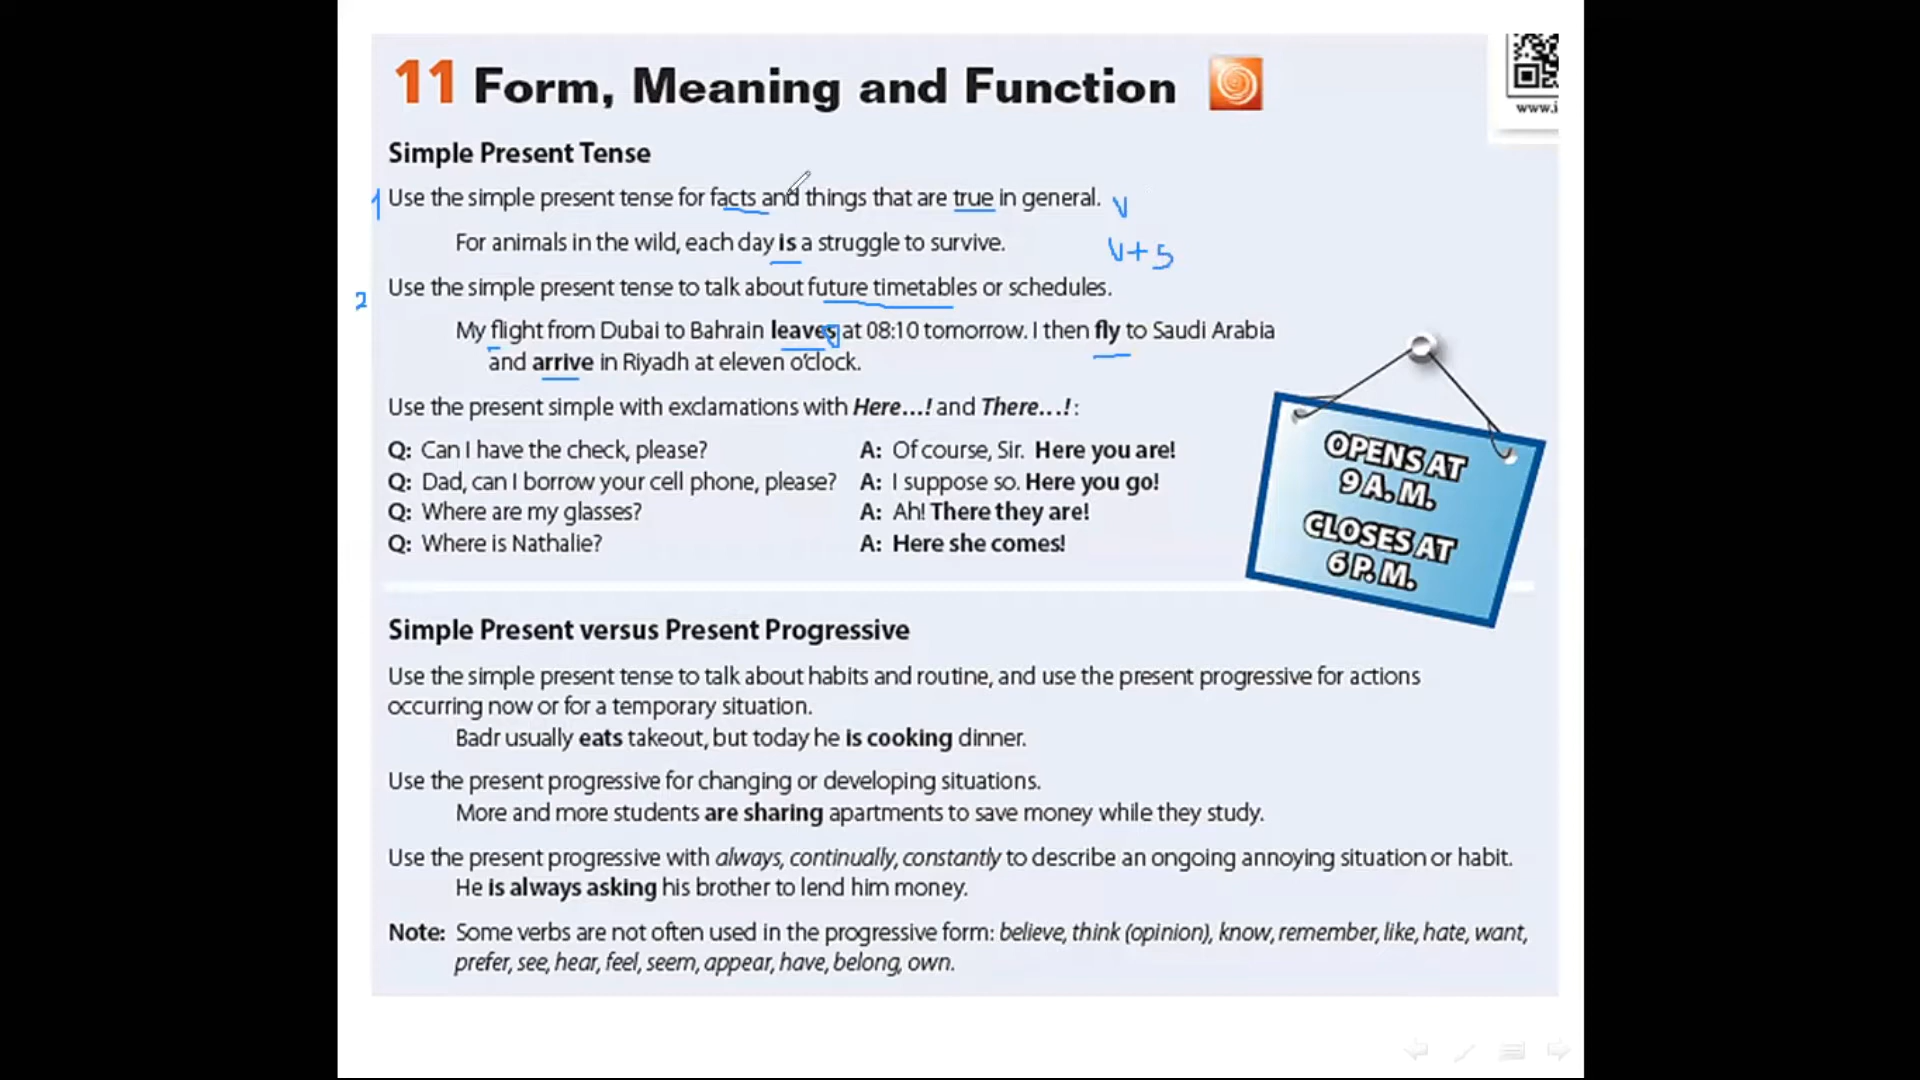 11 Form, Meaning and Function
www.i
Simple Present Tense
1 Use the simple present tense for facts and things that are true in general. V
For animals in the wild, each day is a struggle to survive. V+S
2 Use the simple present tense to talk about future timetables or schedules.
My flight from Dubai to Bahrain leaves at 08:10 tomorrow. I then fly to Saudi Arabia
and arrive in Riyadh at eleven o'clock.
Use the present simple with exclamations with Here...! and There...!:
Q: Can I have the check, please? A: Of course, Sir. Here you are!
Q: Dad, can I borrow your cell phone, please? A: I suppose so. Here you go!
Q: Where are my glasses? A: Ah! There they are!
Q: Where is Nathalie? A: Here she comes!
OPENS AT
9 A.M.
CLOSES AT
6 P.M.
Simple Present versus Present Progressive
Use the simple present tense to talk about habits and routine, and use the present progressive for actions
occurring now or for a temporary situation.
Badr usually eats takeout, but today he is cooking dinner.
Use the present progressive for changing or developing situations.
More and more students are sharing apartments to save money while they study.
Use the present progressive with always, continually, constantly to describe an ongoing annoying situation or habit.
He is always asking his brother to lend him money.
Note: Some verbs are not often used in the progressive form: believe, think (opinion), know, remember, like, hate, want,
prefer, see, hear, feel, seem, appear, have, belong, own.